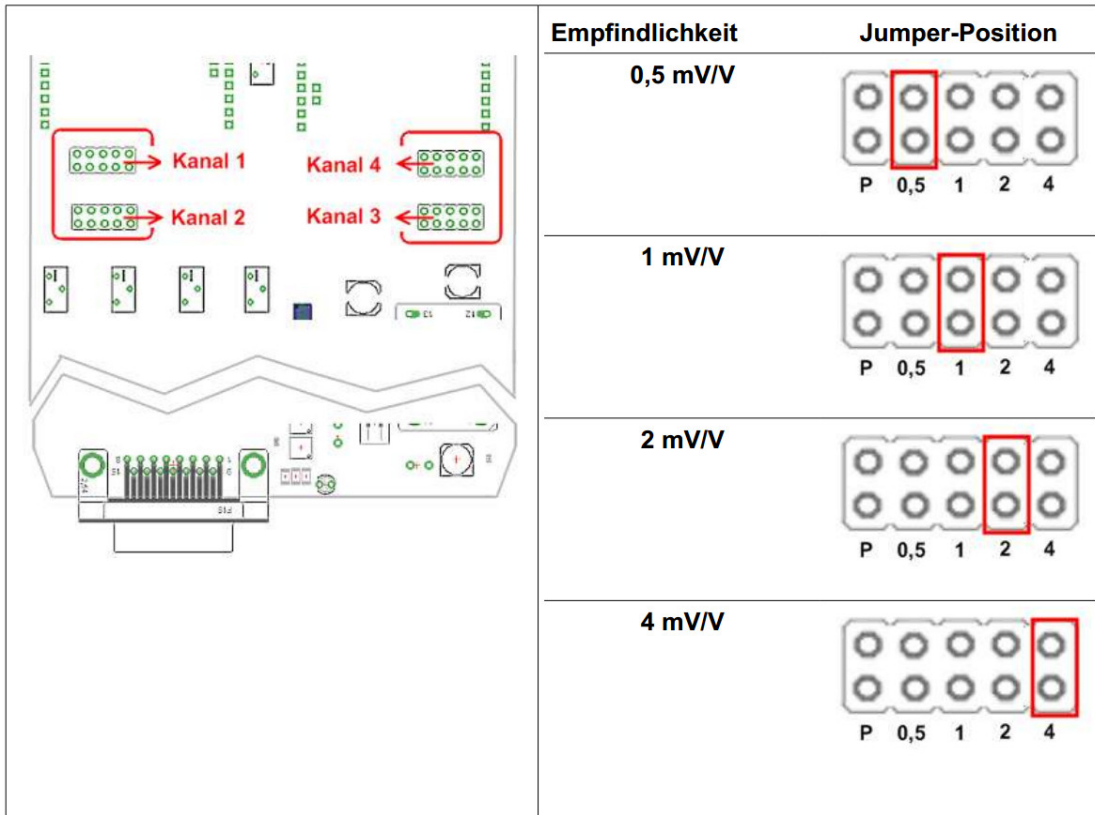 Empfindlichkeit Jumper-Position
0,5 mV/V
P 0,5 1 2 4
1 mV/V
P 0,5 1 2 4
2 mV/V
P 0,5 1 2 4
4 mV/V
P 0,5 1 2 4
Kanal 1
Kanal 4
Kanal 2
Kanal 3
13 12